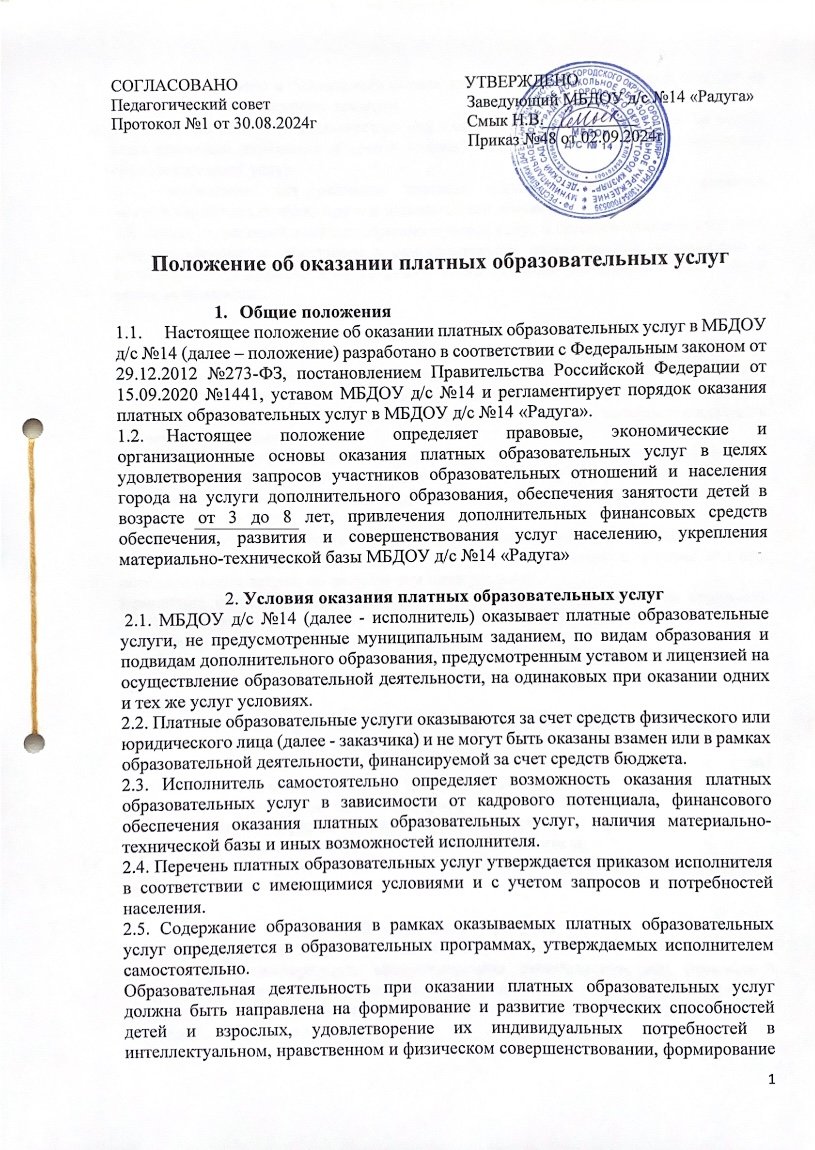 СОГЛАСОВАНО
Педагогический совет
Протокол №1 от 30.08.2024г
УТВЕРЖДЕНО
Заведующий МБДОУ д/с №14 «Радуга»
Смык Н.В.
Приказ №48 от 02.09.2024г
МБДОУ
Д/С № 14
Положение об оказании платных образовательных услуг
1. Общие положения
1.1. Настоящее положение об оказании платных образовательных услуг в МБДОУ
д/с №14 (далее – положение) разработано в соответствии с Федеральным законом от
29.12.2012 №273-ФЗ, постановлением Правительства Российской Федерации от
15.09.2020 №1441, уставом МБДОУ д/с №14 и регламентирует порядок оказания
платных образовательных услуг в МБДОУ д/с №14 «Радуга».
1.2. Настоящее положение определяет правовые, экономические и
организационные основы оказания платных образовательных услуг в целях
удовлетворения запросов участников образовательных отношений и населения
города на услуги дополнительного образования, обеспечения занятости детей в
возрасте от 3 до 8 лет, привлечения дополнительных финансовых средств
обеспечения, развития и совершенствования услуг населению, укрепления
материально-технической базы МБДОУ д/с №14 «Радуга»
2. Условия оказания платных образовательных услуг
2.1. МБДОУ д/с №14 (далее - исполнитель) оказывает платные образовательные
услуги, не предусмотренные муниципальным заданием, по видам образования и
подвидам дополнительного образования, предусмотренным уставом и лицензией на
осуществление образовательной деятельности, на одинаковых при оказании одних
и тех же услуг условиях.
2.2. Платные образовательные услуги оказываются за счет средств физического или
юридического лица (далее - заказчика) и не могут быть оказаны взамен или в рамках
образовательной деятельности, финансируемой за счет средств бюджета.
2.3. Исполнитель самостоятельно определяет возможность оказания платных
образовательных услуг в зависимости от кадрового потенциала, финансового
обеспечения оказания платных образовательных услуг, наличия материально-
технической базы и иных возможностей исполнителя.
2.4. Перечень платных образовательных услуг утверждается приказом исполнителя
в соответствии с имеющимися условиями и с учетом запросов и потребностей
населения.
2.5. Содержание образования в рамках оказываемых платных образовательных
услуг определяется в образовательных программах, утверждаемых исполнителем
самостоятельно.
Образовательная деятельность при оказании платных образовательных услуг
должна быть направлена на формирование и развитие творческих способностей
детей и взрослых, удовлетворение их индивидуальных потребностей в
интеллектуальном, нравственном и физическом совершенствовании, формирование
1